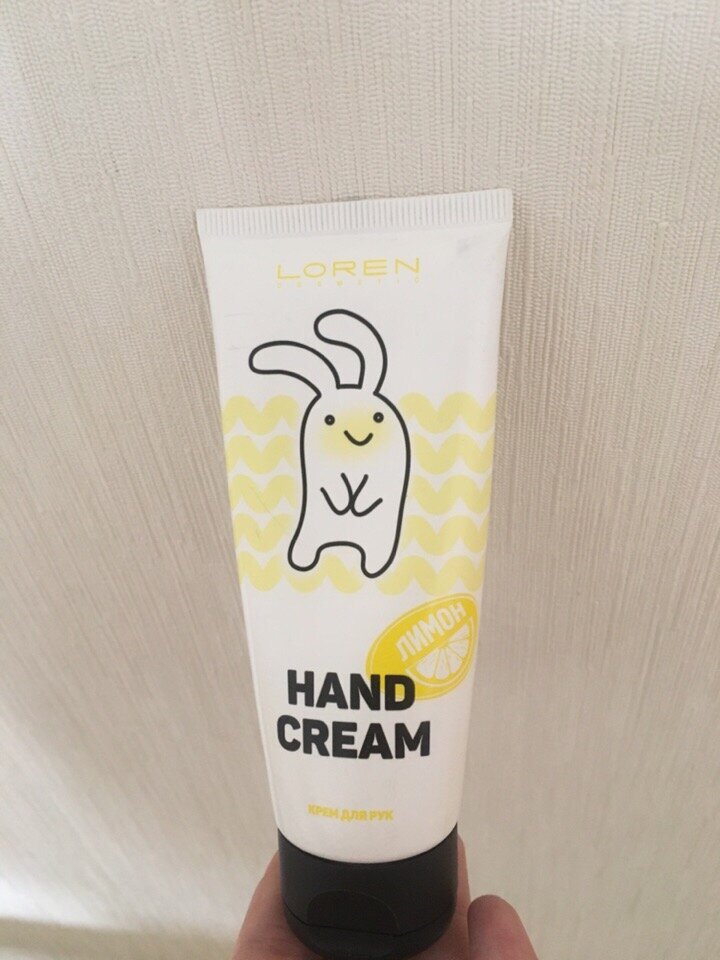 LOREN
COSMETIC
ЛИМОН
HAND
CREAM
КРЕМ ДЛЯ РУК